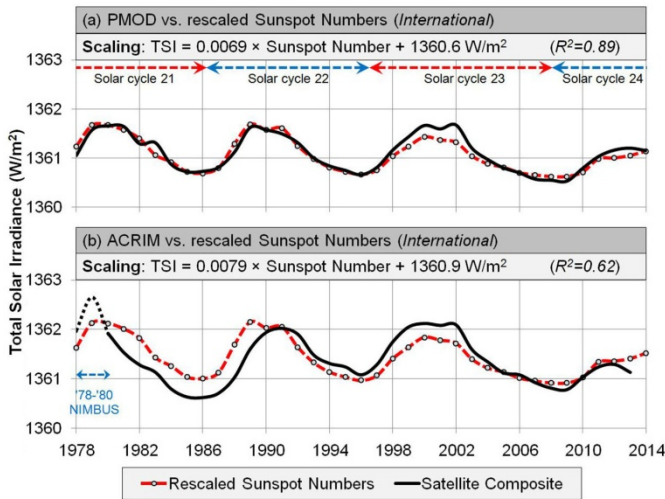 (a) PMOD vs. rescaled Sunspot Numbers (International)
Scaling: TSI = 0.0069 × Sunspot Number + 1360.6 W/m² (R²=0.89)
Solar cycle 21 Solar cycle 22 Solar cycle 23 Solar cycle 24
1363
1362
1361
1360
Total Solar Irradiance (W/m²)
(b) ACRIM vs. rescaled Sunspot Numbers (International)
Scaling: TSI = 0.0079 × Sunspot Number + 1360.9 W/m² (R²=0.62)
1363
1362
1361
1360
'78-'80
NIMBUS
1978 1982 1986 1990 1994 1998 2002 2006 2010 2014
Rescaled Sunspot Numbers Satellite Composite